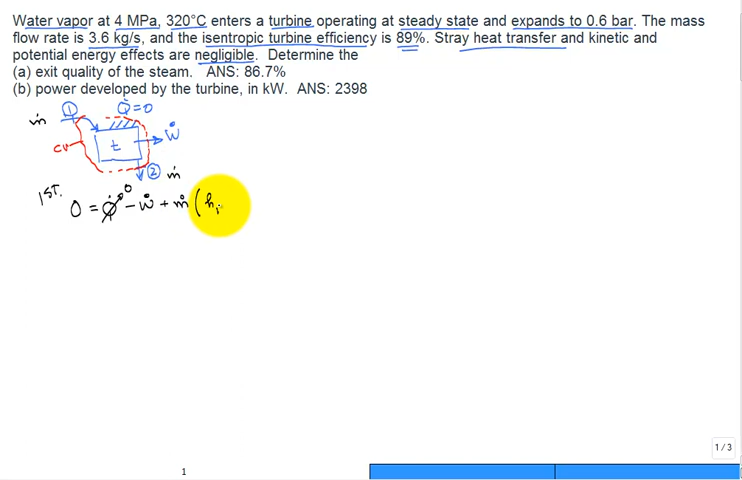 Water vapor at 4 MPa, 320°C enters a turbine operating at steady state and expands to 0.6 bar. The mass
flow rate is 3.6 kg/s, and the isentropic turbine efficiency is 89%. Stray heat transfer and kinetic and
potential energy effects are negligible. Determine the
(a) exit quality of the steam. ANS: 86.7%
(b) power developed by the turbine, in kW. ANS: 2398
① Q̇=0
ṁ
Ẇ
CV t
② ṁ
1ST. 0 = Q̇ 0 - Ẇ + ṁ ( h₁
1 / 3
1